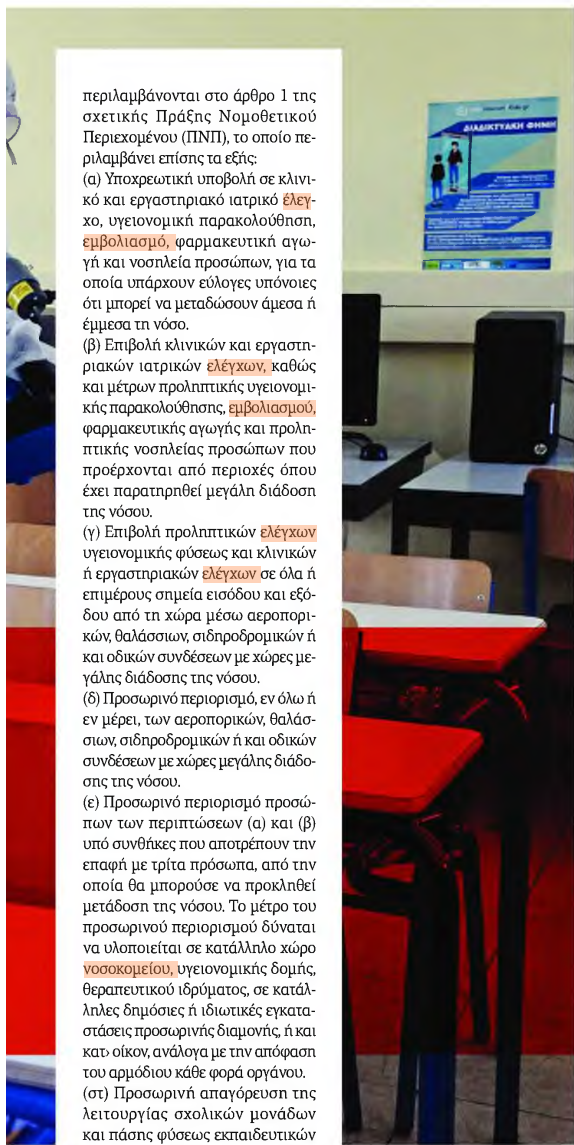 περιλαμβάνονται στο άρθρο 1 της
σχετικής Πράξης Νομοθετικού
Περιεχομένου (ΠΝΠ), το οποίο πε-
ριλαμβάνει επίσης τα εξής:
(α) Υποχρεωτική υποβολή σε κλινι-
κό και εργαστηριακό ιατρικό έλεγ-
χο, υγειονομική παρακολούθηση,
εμβολιασμό, φαρμακευτική αγω-
γή και νοσηλεία προσώπων, για τα
οποία υπάρχουν εύλογες υπόνοιες
ότι μπορεί να μεταδώσουν άμεσα ή
έμμεσα τη νόσο.
(β) Επιβολή κλινικών και εργαστη-
ριακών ιατρικών ελέγχων, καθώς
και μέτρων προληπτικής υγειονομι-
κής παρακολούθησης, εμβολιασμού,
φαρμακευτικής αγωγής και προλη-
πτικής νοσηλείας προσώπων που
προέρχονται από περιοχές όπου
έχει παρατηρηθεί μεγάλη διάδοση
της νόσου.
(γ) Επιβολή προληπτικών ελέγχων
υγειονομικής φύσεως και κλινικών
ή εργαστηριακών ελέγχων σε όλα ή
επιμέρους σημεία εισόδου και εξό-
δου από τη χώρα μέσω αεροπορι-
κών, θαλάσσιων, σιδηροδρομικών ή
και οδικών συνδέσεων με χώρες με-
γάλης διάδοσης της νόσου.
(δ) Προσωρινό περιορισμό, εν όλω ή
εν μέρει, των αεροπορικών, θαλάσ-
σιων, σιδηροδρομικών ή και οδικών
συνδέσεων με χώρες μεγάλης διάδο-
σης της νόσου.
(ε) Προσωρινό περιορισμό προσώ-
πων των περιπτώσεων (α) και (β)
υπό συνθήκες που αποτρέπουν την
επαφή με τρίτα πρόσωπα, από την
οποία θα μπορούσε να προκληθεί
μετάδοση της νόσου. Το μέτρο του
προσωρινού περιορισμού δύναται
να υλοποιείται σε κατάλληλο χώρο
νοσοκομείου, υγειονομικής δομής,
θεραπευτικού ιδρύματος, σε κατάλ-
ληλες δημόσιες ή ιδιωτικές εγκατα-
στάσεις προσωρινής διαμονής, ή και
κατ› οίκον, ανάλογα με την απόφαση
του αρμόδιου κάθε φορά οργάνου.
(στ) Προσωρινή απαγόρευση της
λειτουργίας σχολικών μονάδων
και πάσης φύσεως εκπαιδευτικών
ΔΙΑΔΙΚΤΥΑΚΗ ΦΗΜΗ
hp